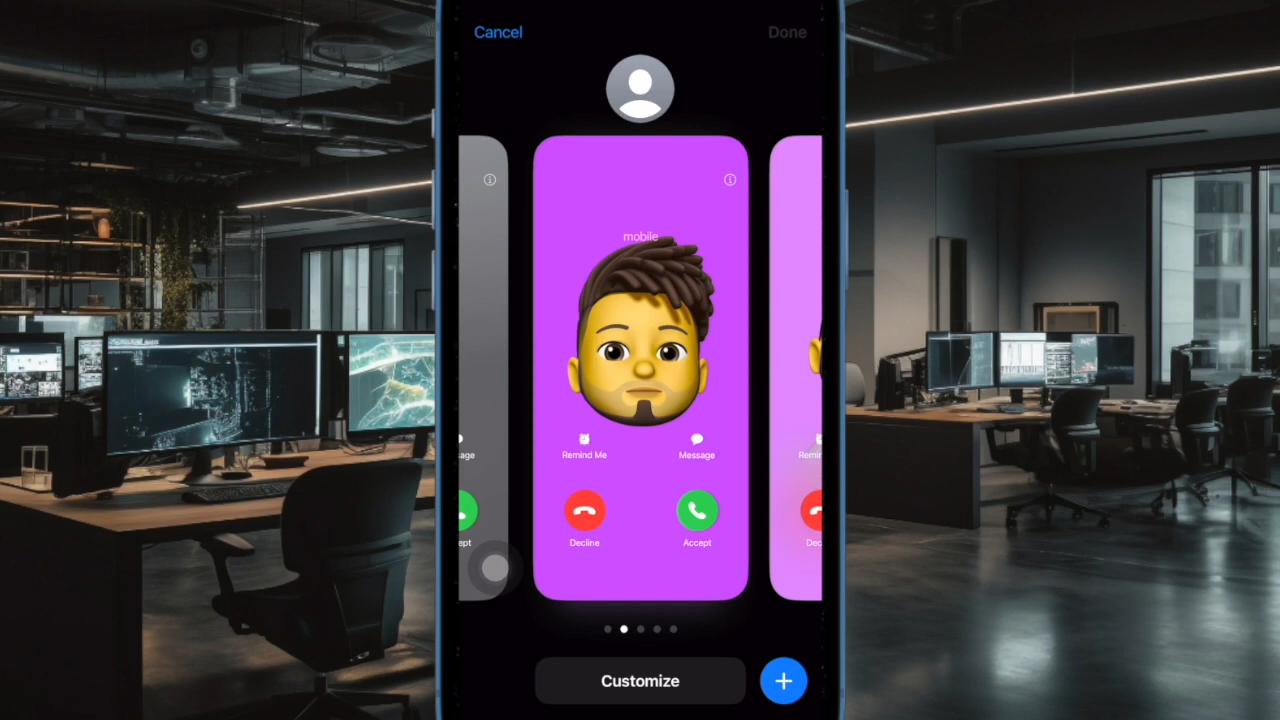 Cancel
Done
mobile
Remind Me
Message
Decline
Accept
Customize